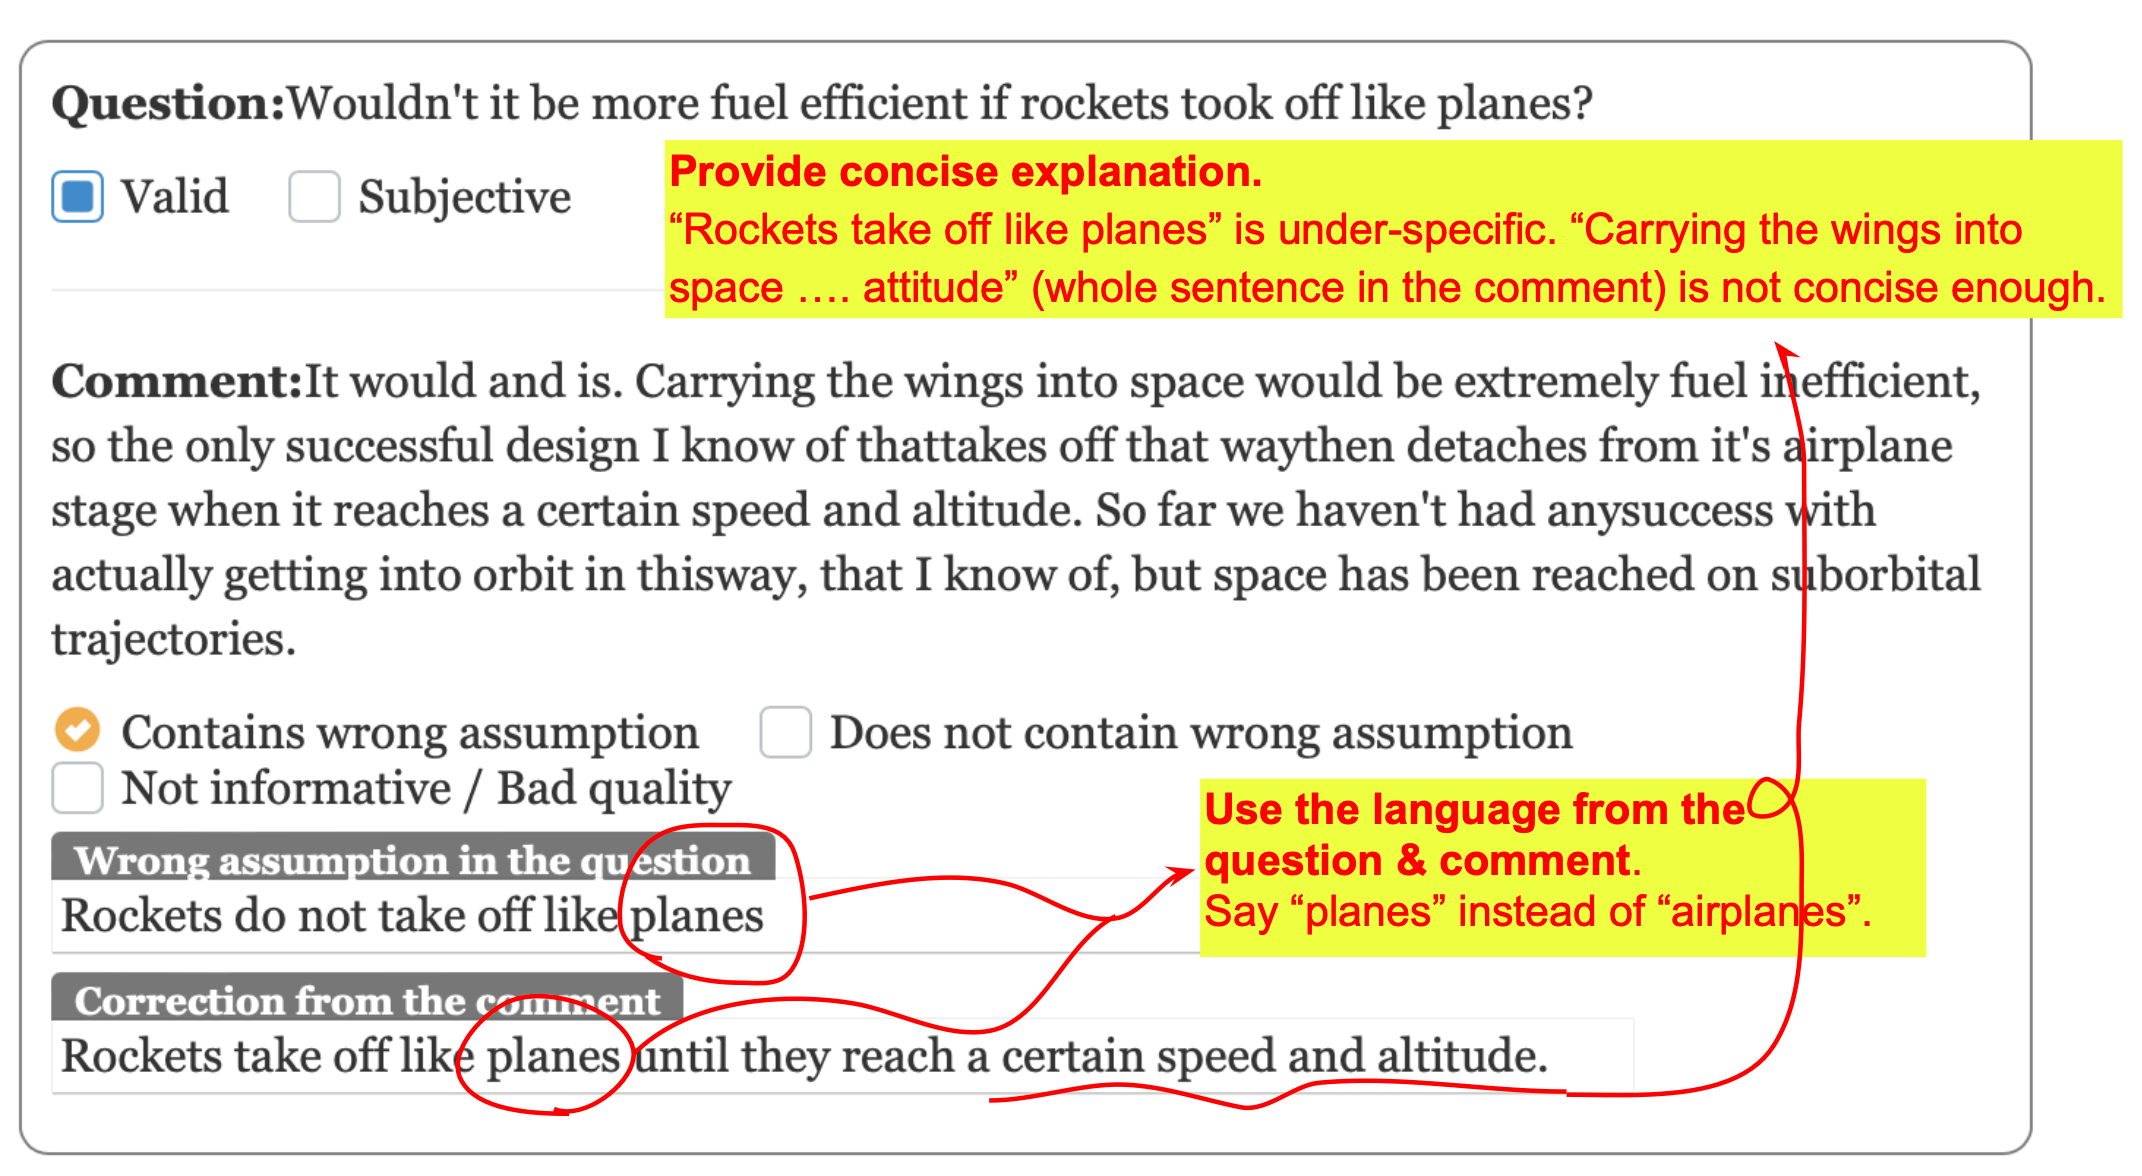 Question:Wouldn't it be more fuel efficient if rockets took off like planes?
Valid Subjective
Provide concise explanation.
“Rockets take off like planes” is under-specific. “Carrying the wings into
space …. attitude” (whole sentence in the comment) is not concise enough.
Comment:It would and is. Carrying the wings into space would be extremely fuel inefficient,
so the only successful design I know of thattakes off that waythen detaches from it's airplane
stage when it reaches a certain speed and altitude. So far we haven't had anysuccess with
actually getting into orbit in thisway, that I know of, but space has been reached on suborbital
trajectories.
Contains wrong assumption Does not contain wrong assumption
Not informative / Bad quality
Use the language from the
question & comment.
Say “planes” instead of “airplanes”.
Wrong assumption in the question
Rockets do not take off like planes
Correction from the comment
Rockets take off like planes until they reach a certain speed and altitude.